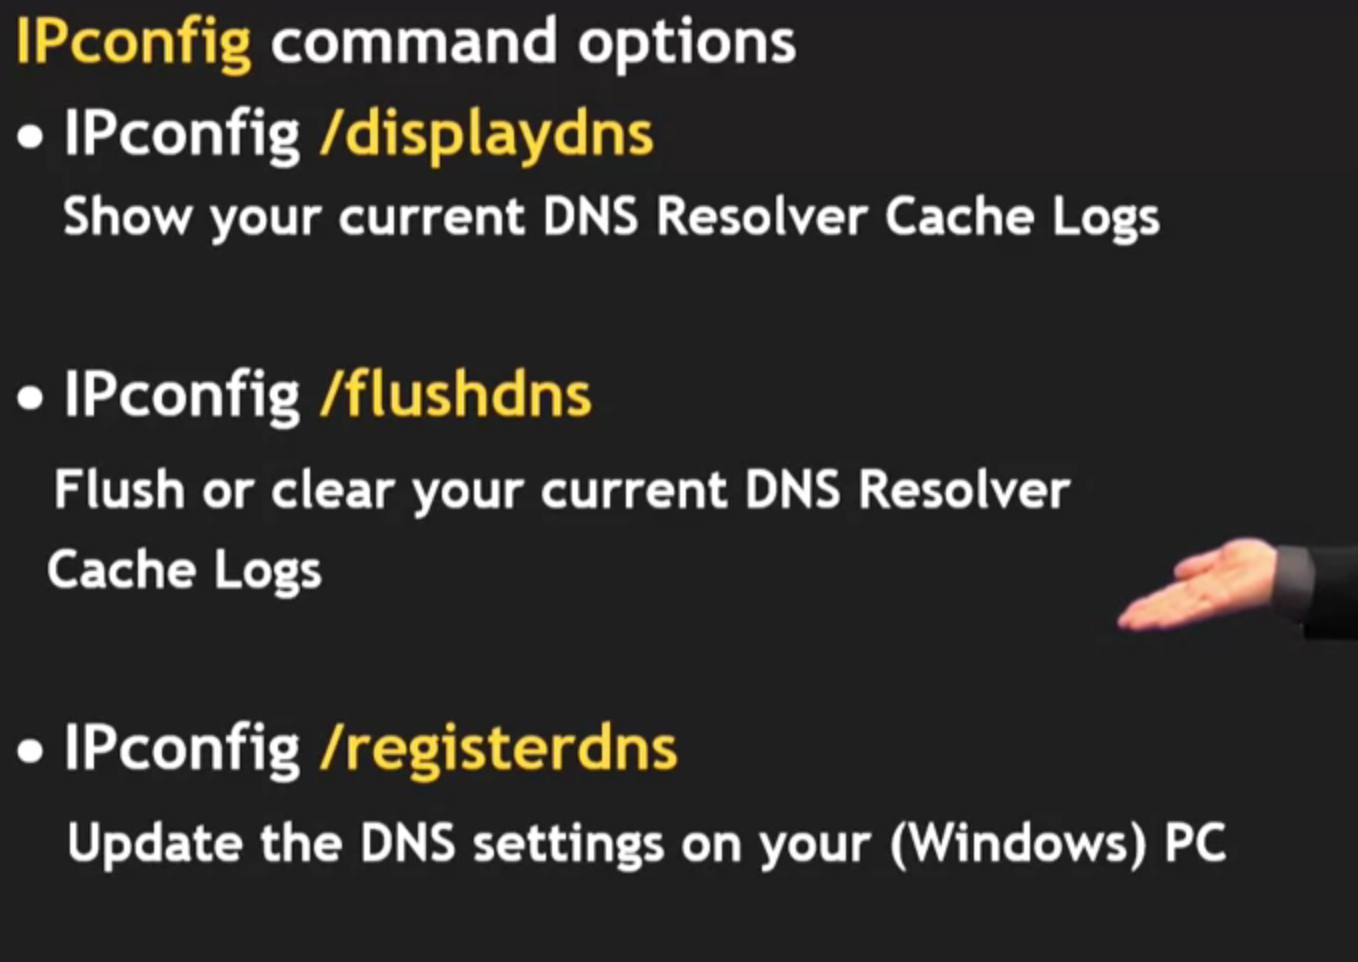 IPconfig command options
• IPconfig /displaydns
Show your current DNS Resolver Cache Logs
• IPconfig /flushdns
Flush or clear your current DNS Resolver
Cache Logs
• IPconfig /registerdns
Update the DNS settings on your (Windows) PC